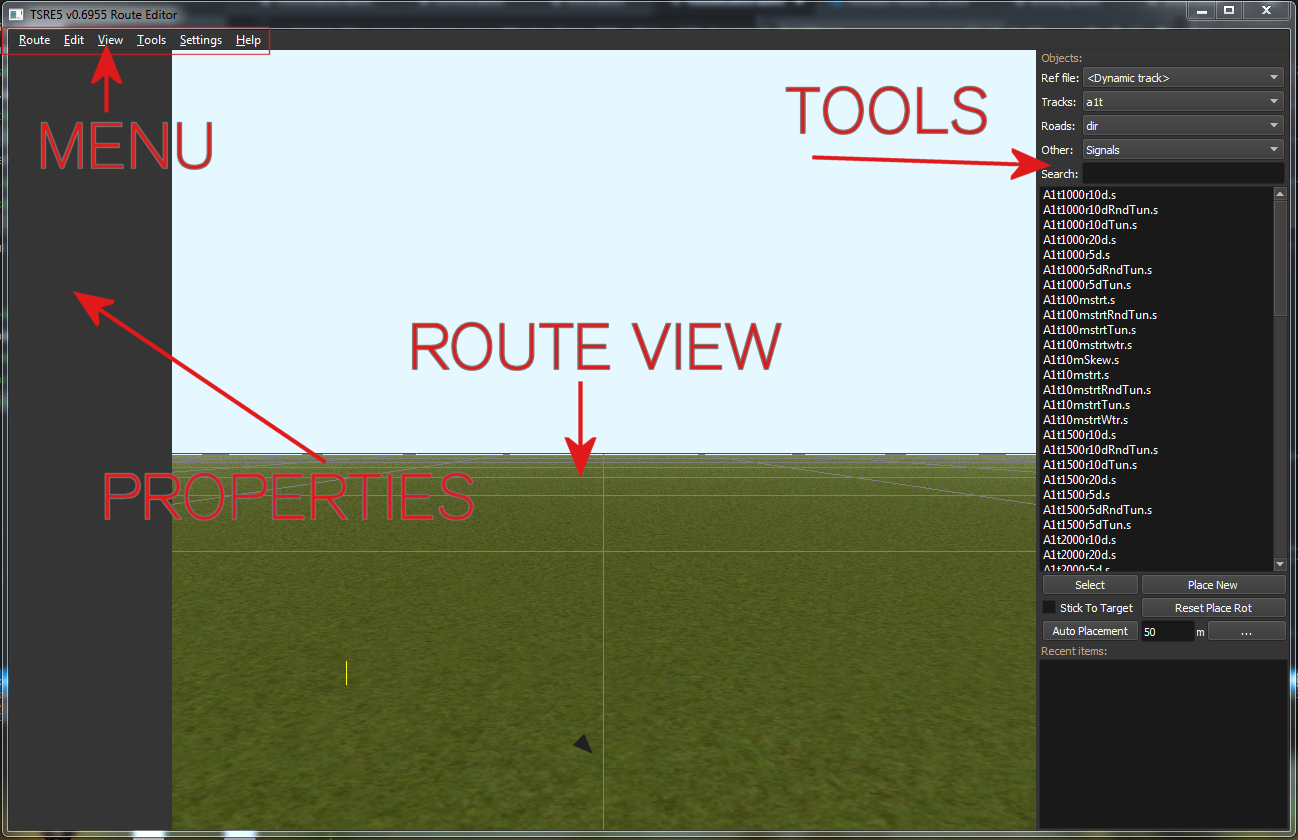 TSRE5 v0.6955 Route Editor
Route Edit View Tools Settings Help
MENU
TOOLS
ROUTE VIEW
PROPERTIES
Objects:
Ref file: <Dynamic track>
Tracks: a1t
Roads: dir
Other: Signals
Search:
A1t1000r10d.s
A1t1000r10dRndTun.s
A1t1000r10dTun.s
A1t1000r20d.s
A1t1000r5d.s
A1t1000r5dRndTun.s
A1t1000r5dTun.s
A1t100mstrt.s
A1t100mstrtRndTun.s
A1t100mstrtTun.s
A1t100mstrtwtr.s
A1t10mSkew.s
A1t10mstrt.s
A1t10mstrtRndTun.s
A1t10mstrtTun.s
A1t10mstrtWtr.s
A1t1500r10d.s
A1t1500r10dRndTun.s
A1t1500r10dTun.s
A1t1500r20d.s
A1t1500r5d.s
A1t1500r5dRndTun.s
A1t1500r5dTun.s
A1t2000r10d.s
A1t2000r20d.s
A1t2000r5d.s
Select Place New
Stick To Target Reset Place Rot
Auto Placement 50 m ...
Recent items: